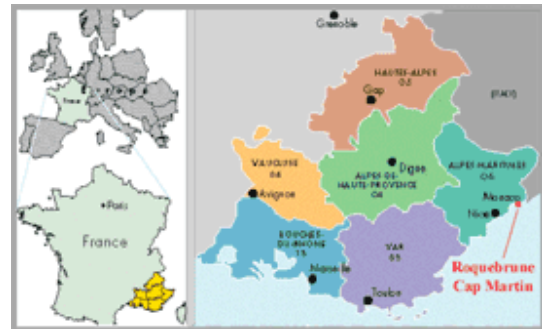 France
Paris
France
Grenoble
HAUTES-ALPES
05
Gap
(ITALY)
VAUCLUSE
84
Avignon
ALPES DE-
HAUTE-PROVENCE
04
Digne
ALPES-MARITIMES
06
Monaco
Nice
BOUCHES-
DU-RHONE
13
Marseille
VAR
83
Toulon
Roquebrune
Cap Martin